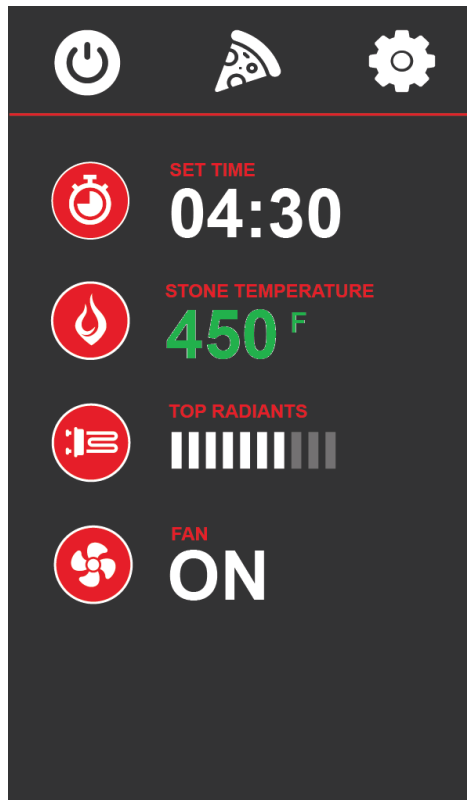 SET TIME
04:30
STONE TEMPERATURE
450 F
TOP RADIANTS
FAN
ON